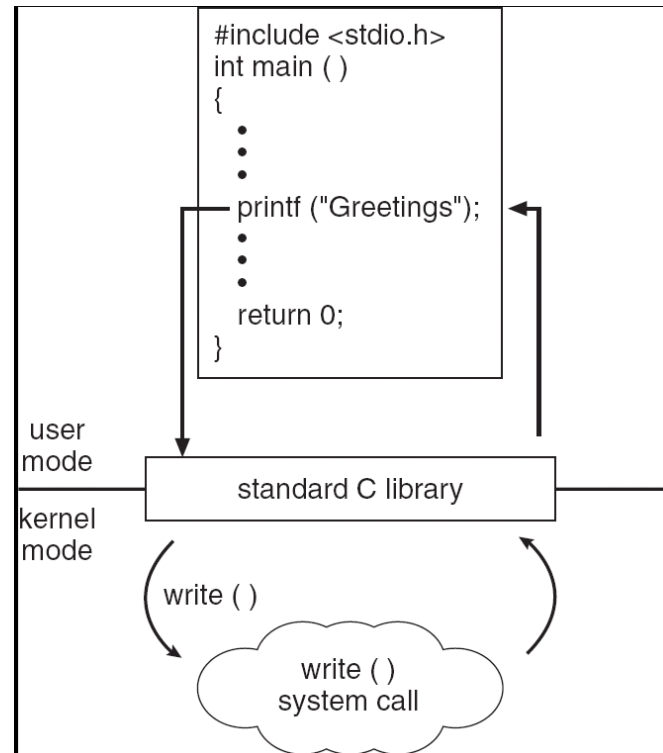 #include <stdio.h>
int main ( )
{
•
•
•
printf ("Greetings");
•
•
•
return 0;
}
user
mode
standard C library
kernel
mode
write ( )
write ( )
system call